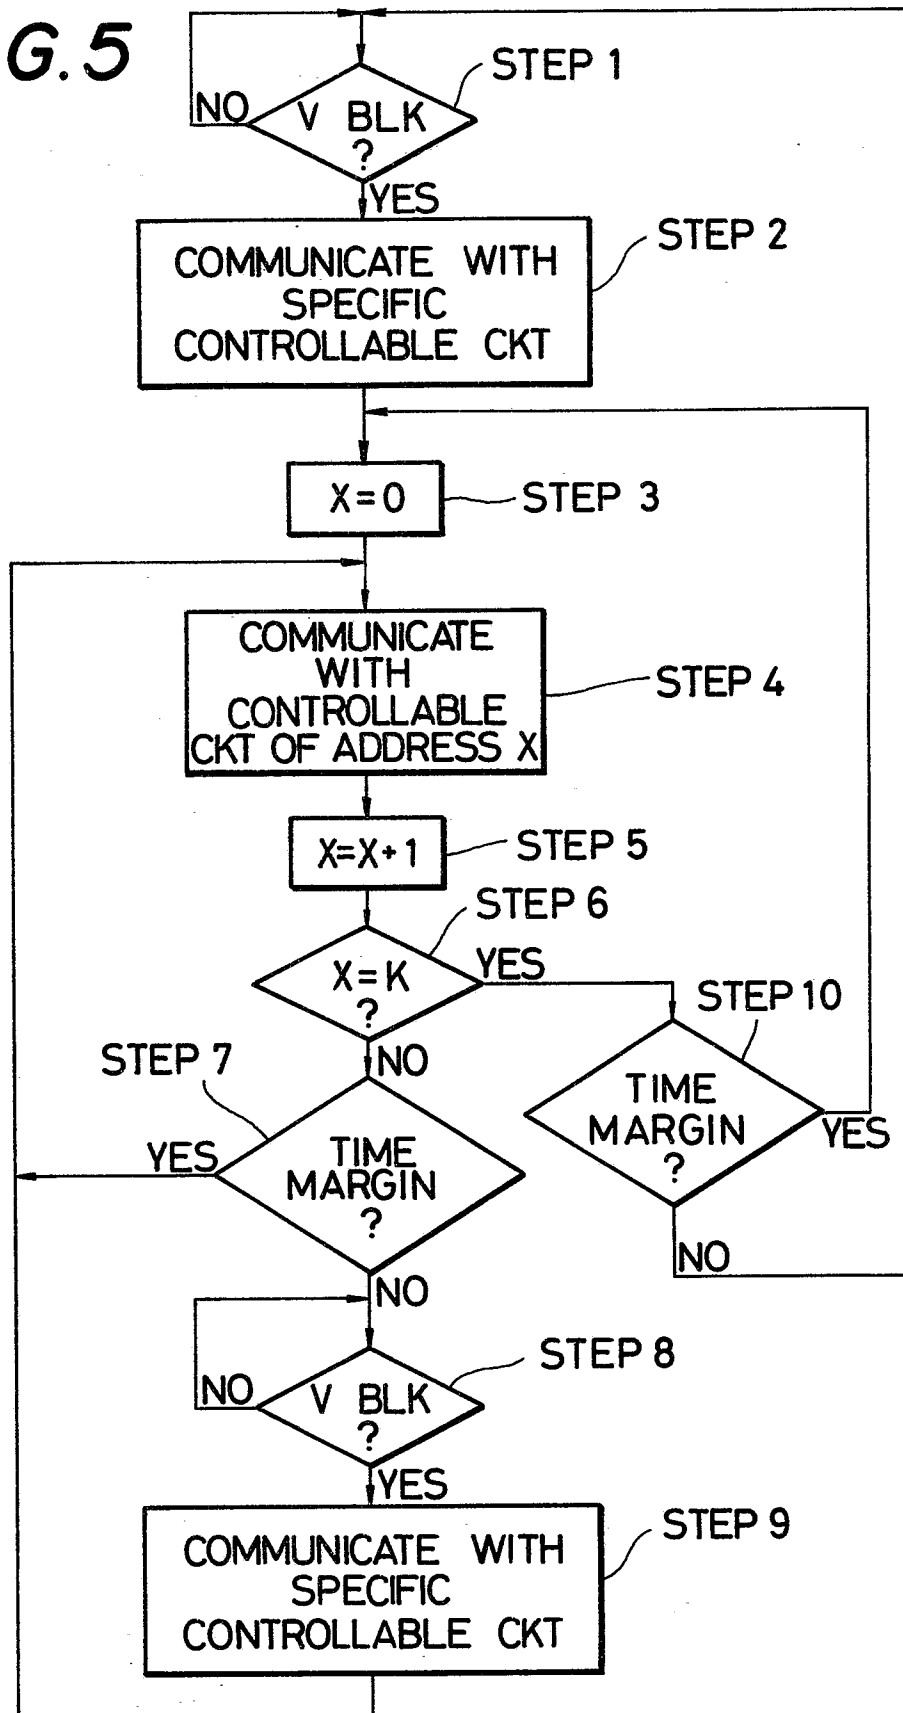 G.5
STEP 1
NO
V BLK
?
YES
STEP 2
COMMUNICATE WITH
SPECIFIC
CONTROLLABLE CKT
X=0
STEP 3
COMMUNICATE
WITH
CONTROLLABLE
CKT OF ADDRESS X
STEP 4
X=X+1
STEP 5
STEP 6
X=K
?
YES
STEP 10
NO
STEP 7
TIME
MARGIN
?
YES
TIME
MARGIN
?
YES
NO
NO
STEP 8
NO
V BLK
?
YES
STEP 9
COMMUNICATE WITH
SPECIFIC
CONTROLLABLE CKT